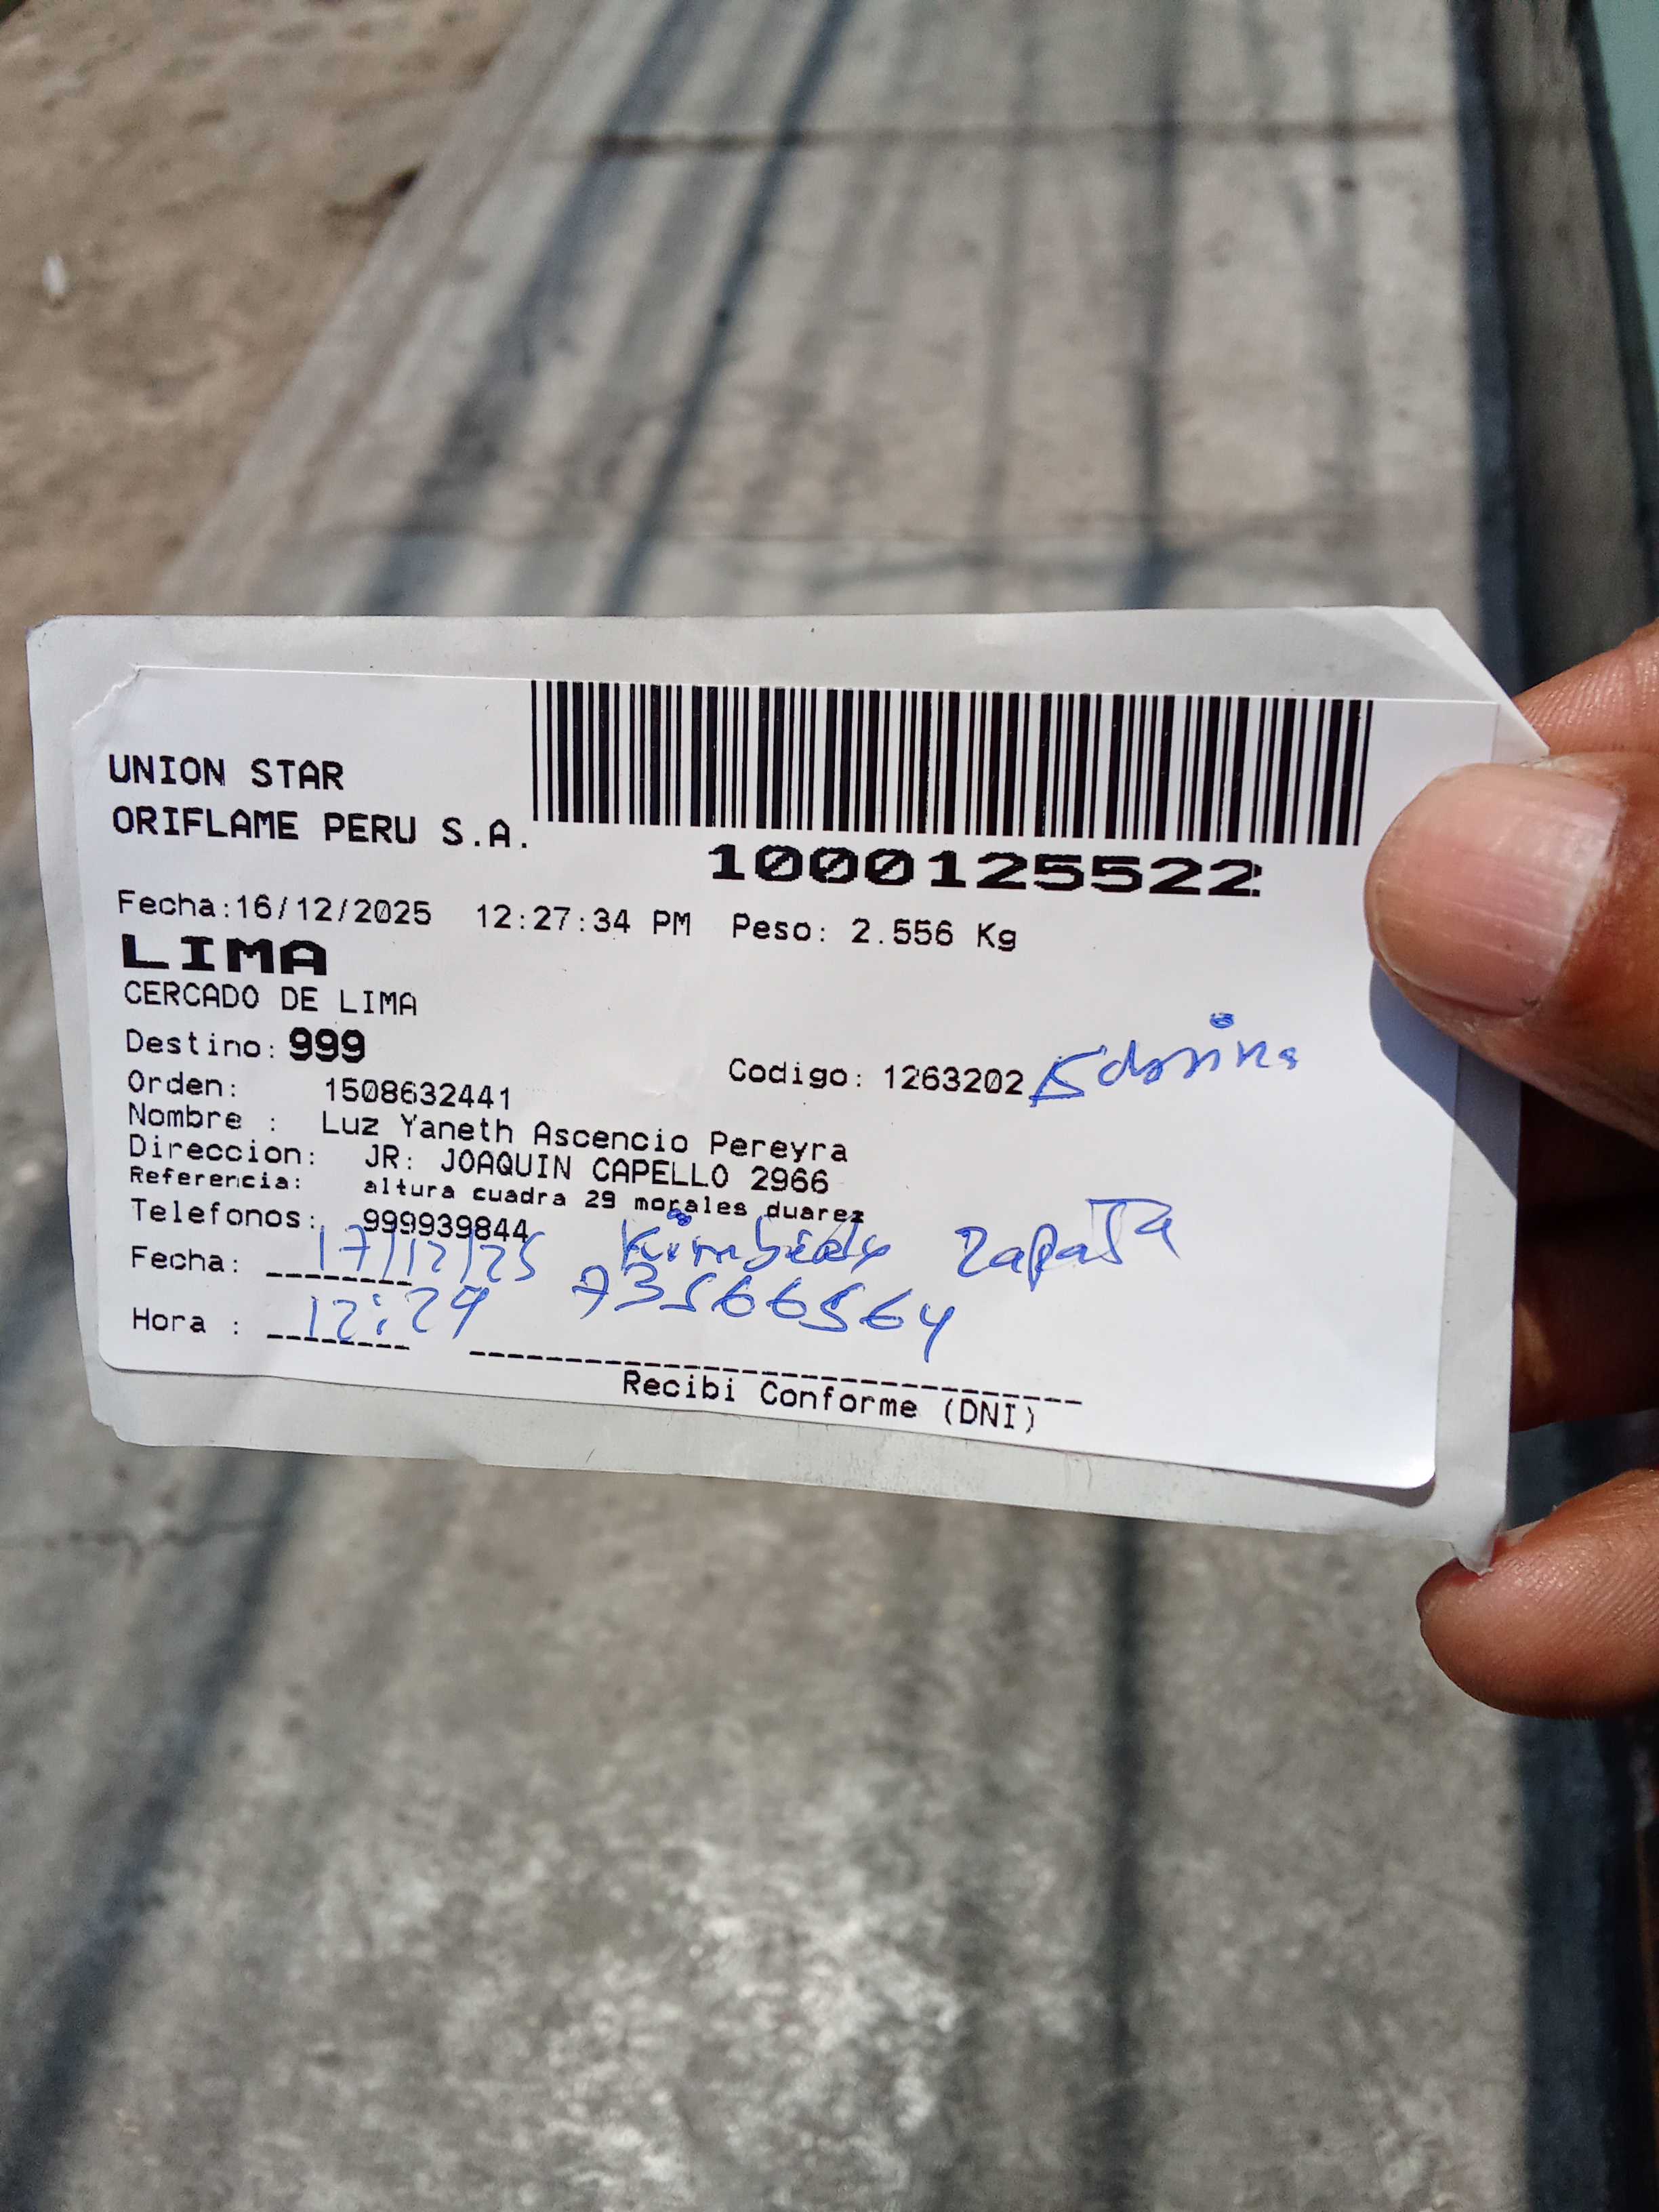 UNION STAR
ORIFLAME PERU S.A.
1000125522
Fecha:16/12/2025 12:27:34 PM Peso: 2.556 Kg
LIMA
CERCADO DE LIMA
Destino: 999
Codigo: 1263202
Orden: 1508632441
Nombre : Luz Yaneth Ascencio Pereyra
Direccion: JR: JOAQUIN CAPELLO 2966
Referencia: altura cuadra 29 morales duarez
Telefonos: 999939844
Fecha: 17/12/25 Zapata
Hora : 12:29 73566564
Recibi Conforme (DNI)